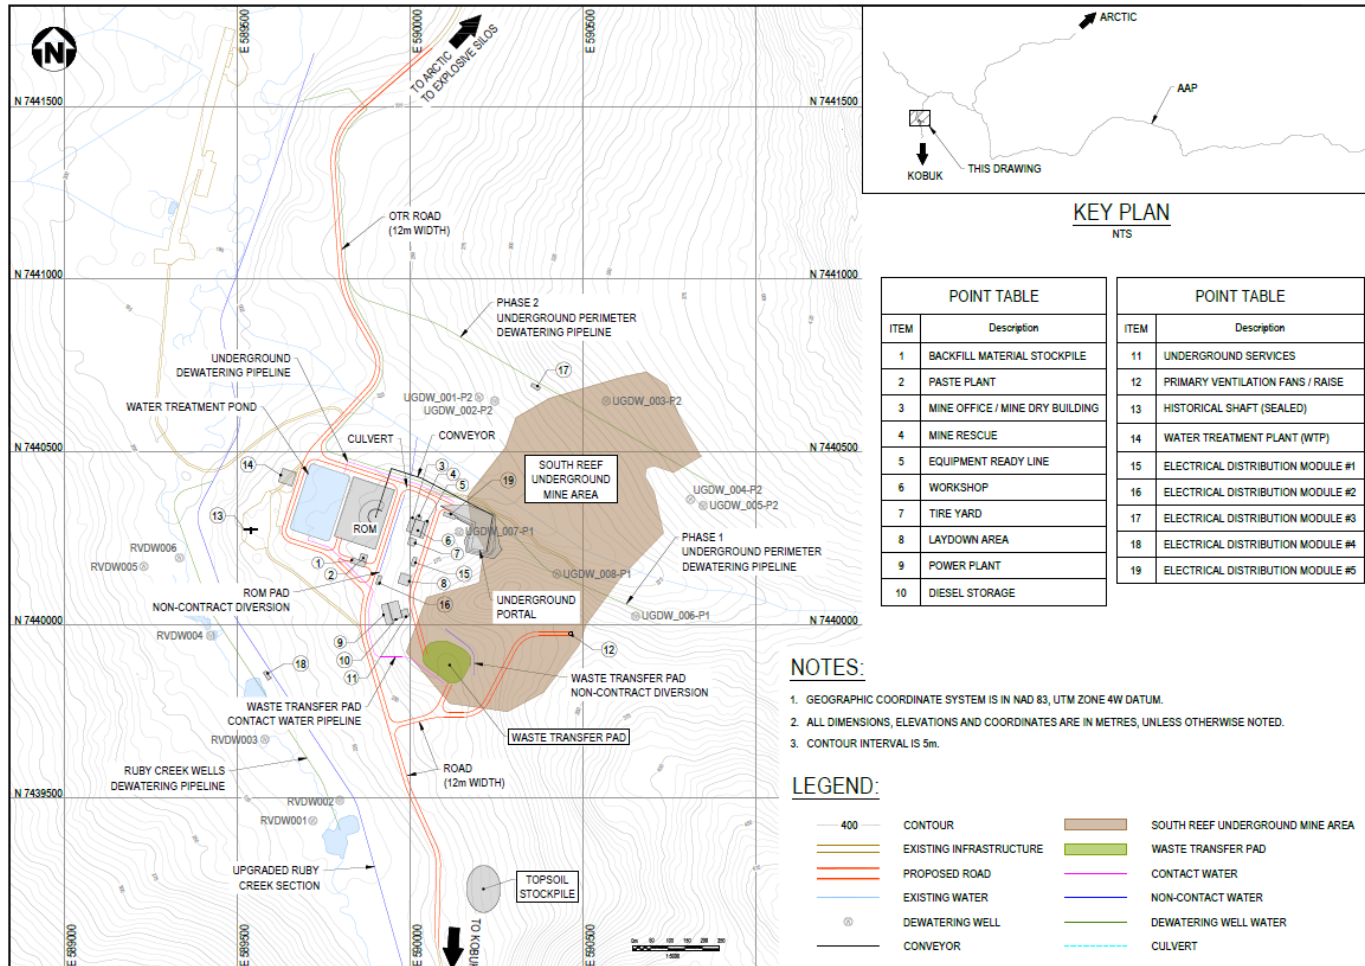 N
E 589500
E 590000
E 590500
TO ARCTIC
TO EXPLOSIVE SILOS
N 7441500
N 7441500
OTR ROAD
(12m WIDTH)
N 7441000
N 7441000
PHASE 2
UNDERGROUND PERIMETER
DEWATERING PIPELINE
UNDERGROUND
DEWATERING PIPELINE
17
UGDW_001-P2
UGDW_002-P2
UGDW_003-P2
WATER TREATMENT POND
N 7440500
N 7440500
CULVERT
CONVEYOR
14
3
4
5
19
SOUTH REEF
UNDERGROUND
MINE AREA
UGDW_004-P2
UGDW_005-P2
13
ROM
6
UGDW_007-P1
7
PHASE 1
UNDERGROUND PERIMETER
DEWATERING PIPELINE
RVDW006
RVDW005
1
2
15
8
UGDW_008-P1
ROM PAD
NON-CONTRACT DIVERSION
16
UNDERGROUND
PORTAL
UGDW_006-P1
N 7440000
N 7440000
RVDW004
9
10
11
12
18
WASTE TRANSFER PAD
NON-CONTRACT DIVERSION
WASTE TRANSFER PAD
CONTACT WATER PIPELINE
WASTE TRANSFER PAD
RVDW003
RUBY CREEK WELLS
DEWATERING PIPELINE
ROAD
(12m WIDTH)
N 7439500
N 7439500
RVDW002
RVDW001
UPGRADED RUBY
CREEK SECTION
TOPSOIL
STOCKPILE
TO KOBUK
E 589000
E 589500
E 590000
E 590500
ARCTIC
AAP
THIS DRAWING
KOBUK
KEY PLAN
NTS
POINT TABLE
ITEM Description
1 BACKFILL MATERIAL STOCKPILE
2 PASTE PLANT
3 MINE OFFICE / MINE DRY BUILDING
4 MINE RESCUE
5 EQUIPMENT READY LINE
6 WORKSHOP
7 TIRE YARD
8 LAYDOWN AREA
9 POWER PLANT
10 DIESEL STORAGE
POINT TABLE
ITEM Description
11 UNDERGROUND SERVICES
12 PRIMARY VENTILATION FANS / RAISE
13 HISTORICAL SHAFT (SEALED)
14 WATER TREATMENT PLANT (WTP)
15 ELECTRICAL DISTRIBUTION MODULE #1
16 ELECTRICAL DISTRIBUTION MODULE #2
17 ELECTRICAL DISTRIBUTION MODULE #3
18 ELECTRICAL DISTRIBUTION MODULE #4
19 ELECTRICAL DISTRIBUTION MODULE #5
NOTES:
1. GEOGRAPHIC COORDINATE SYSTEM IS IN NAD 83, UTM ZONE 4W DATUM.
2. ALL DIMENSIONS, ELEVATIONS AND COORDINATES ARE IN METRES, UNLESS OTHERWISE NOTED.
3. CONTOUR INTERVAL IS 5m.
LEGEND:
400 CONTOUR
EXISTING INFRASTRUCTURE
PROPOSED ROAD
EXISTING WATER
DEWATERING WELL
CONVEYOR
SOUTH REEF UNDERGROUND MINE AREA
WASTE TRANSFER PAD
CONTACT WATER
NON-CONTACT WATER
DEWATERING WELL WATER
CULVERT